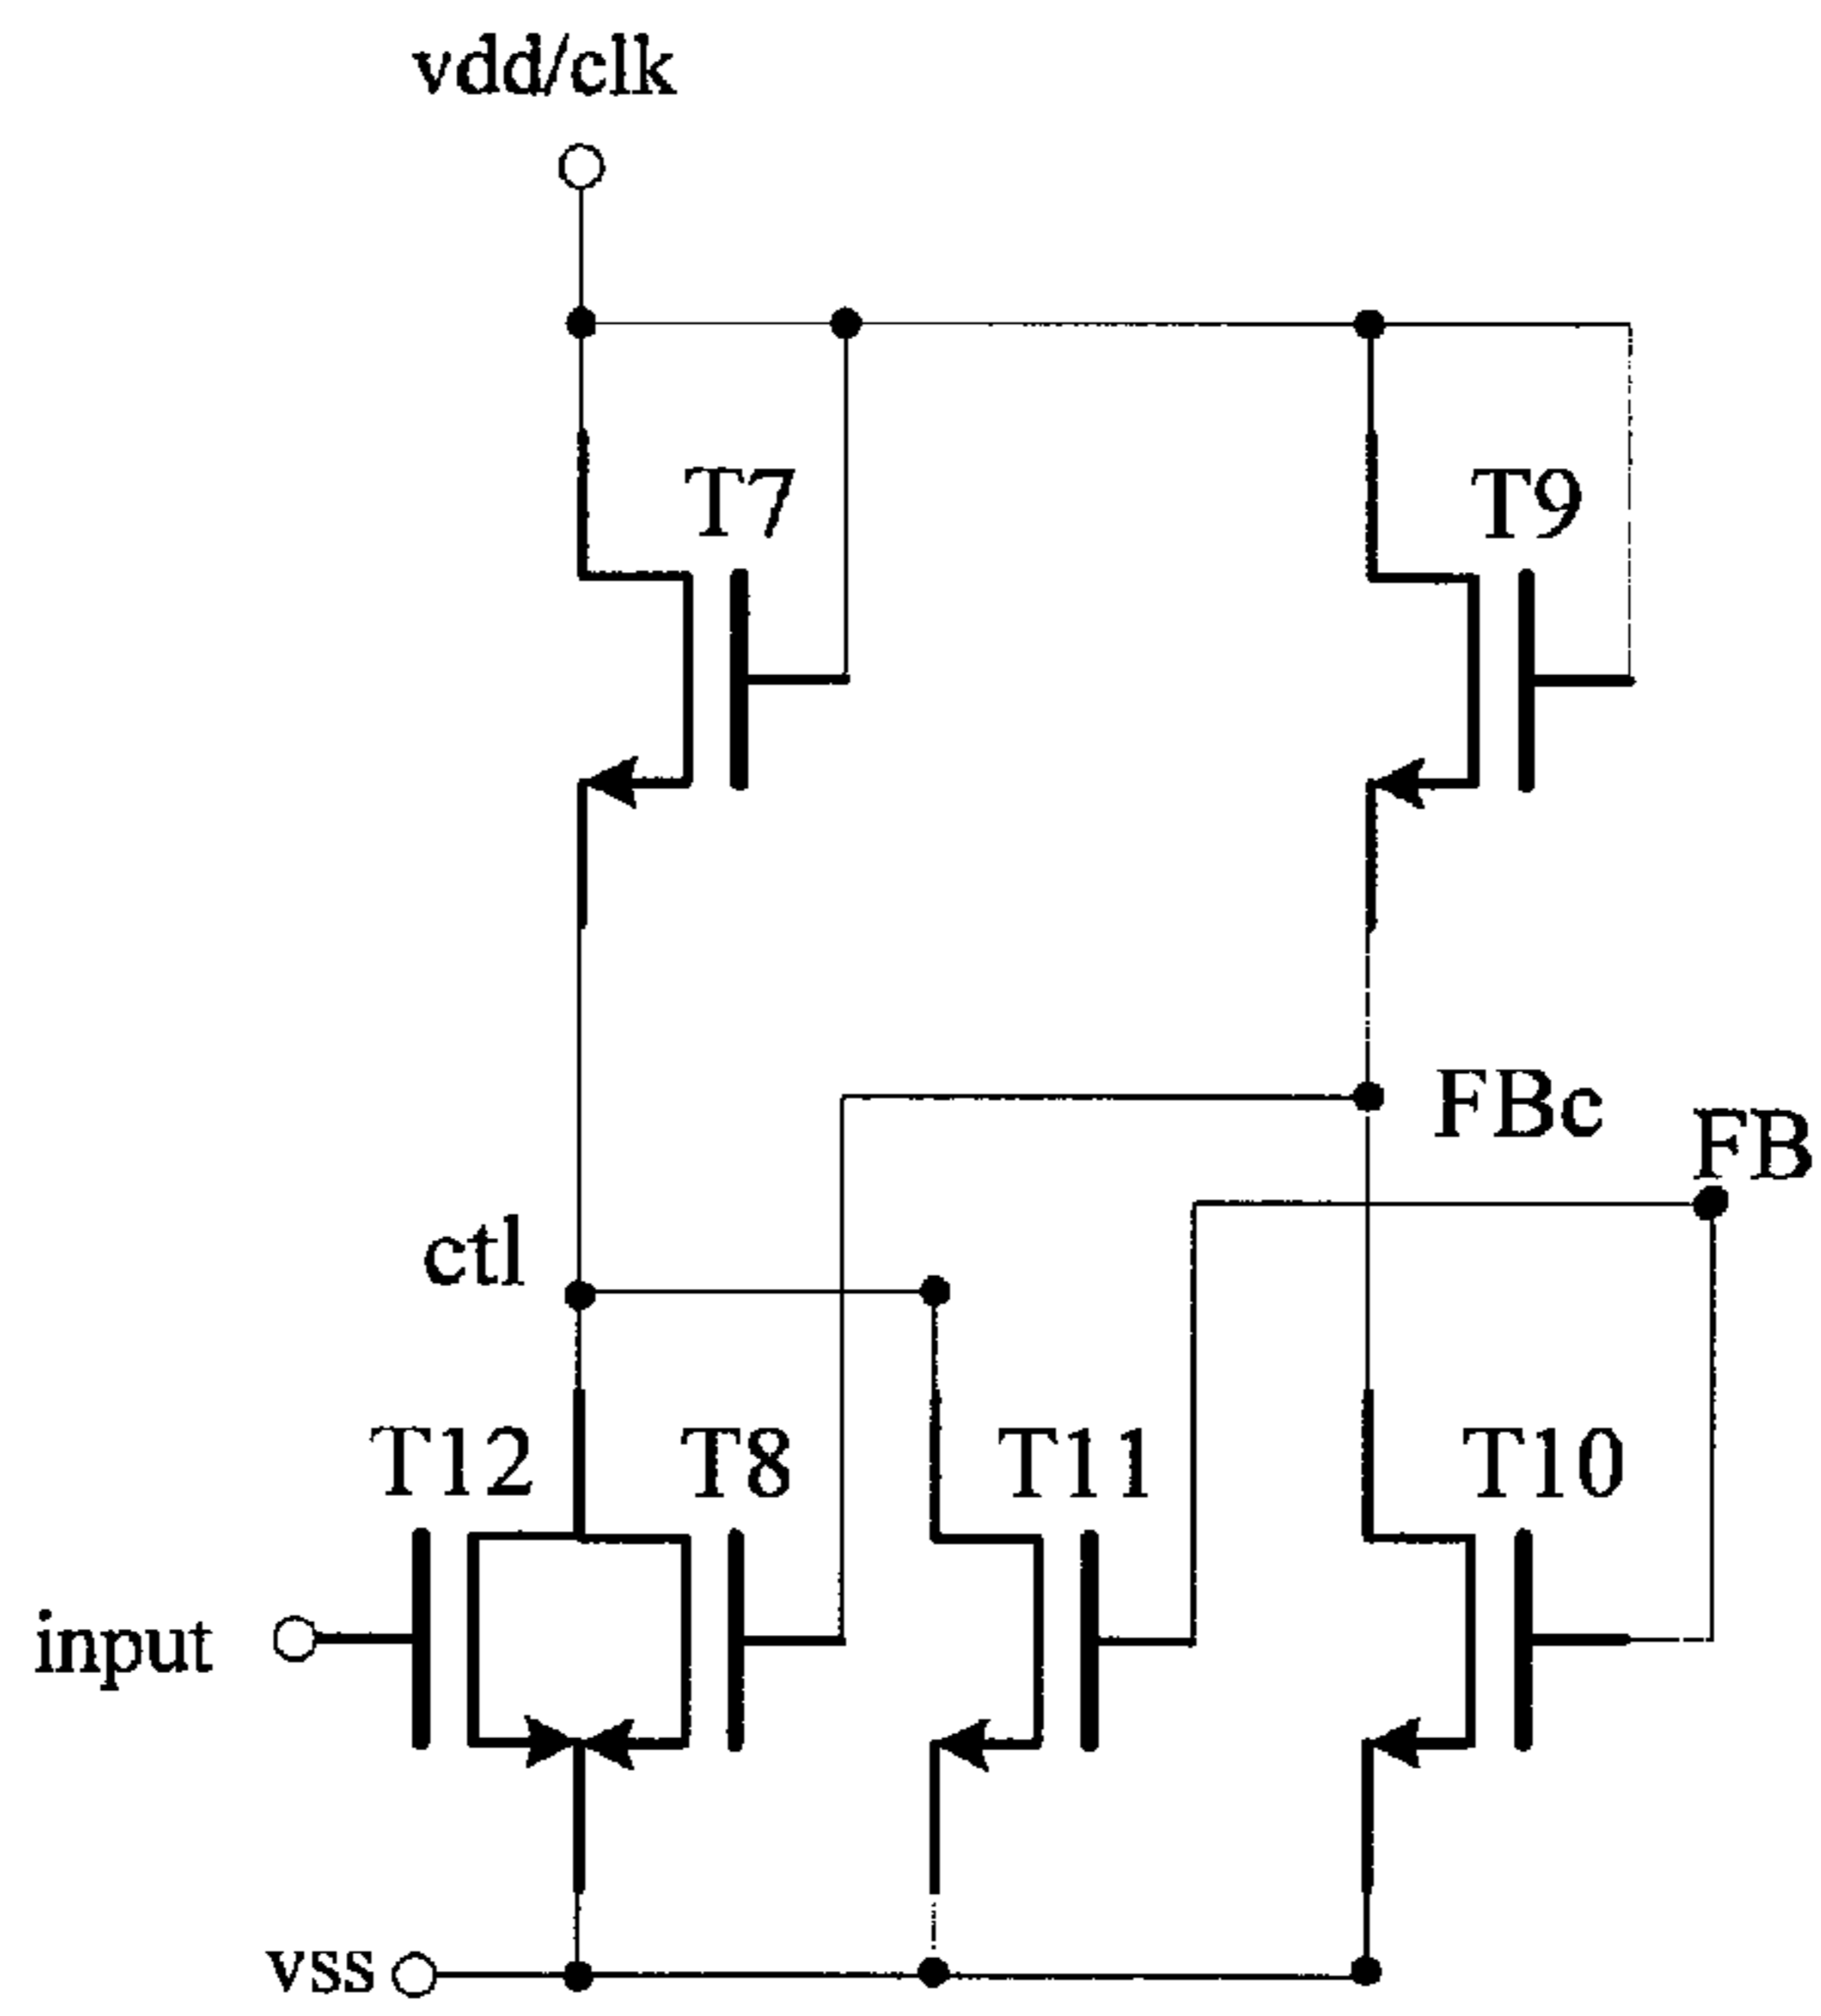 vdd/clk
T7
T9
FBc
FB
ctl
T12
T8
T11
T10
input
vss